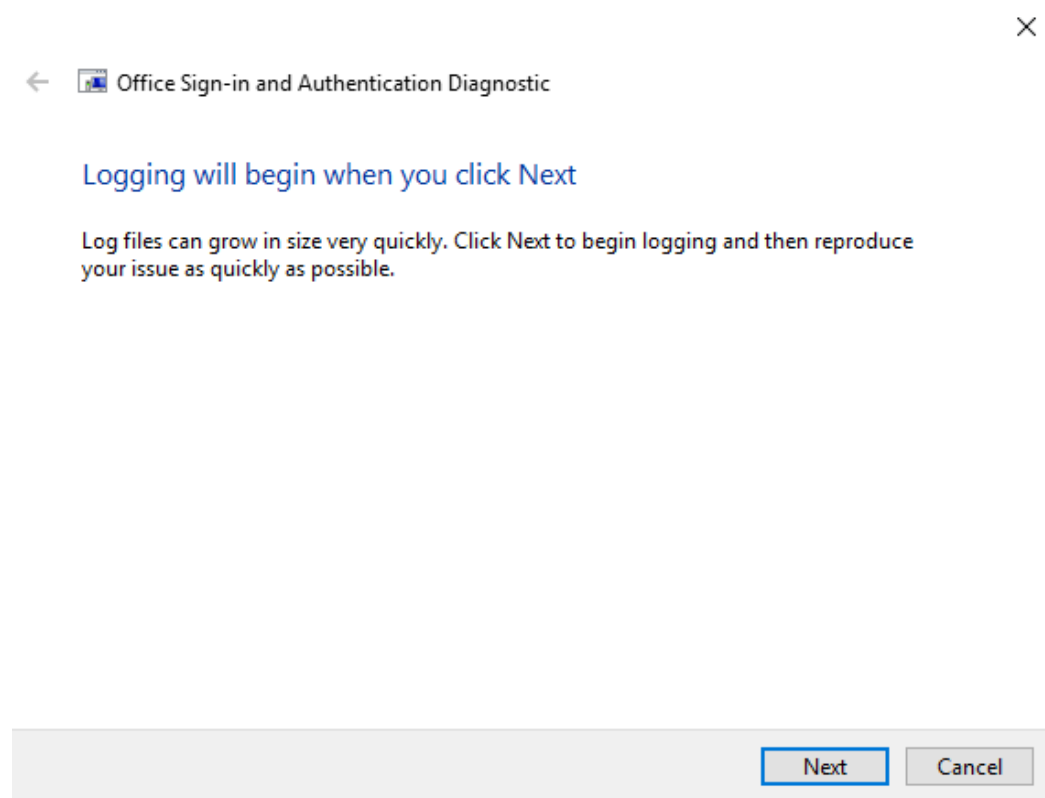 Office Sign-in and Authentication Diagnostic
Logging will begin when you click Next
Log files can grow in size very quickly. Click Next to begin logging and then reproduce
your issue as quickly as possible.
Next
Cancel